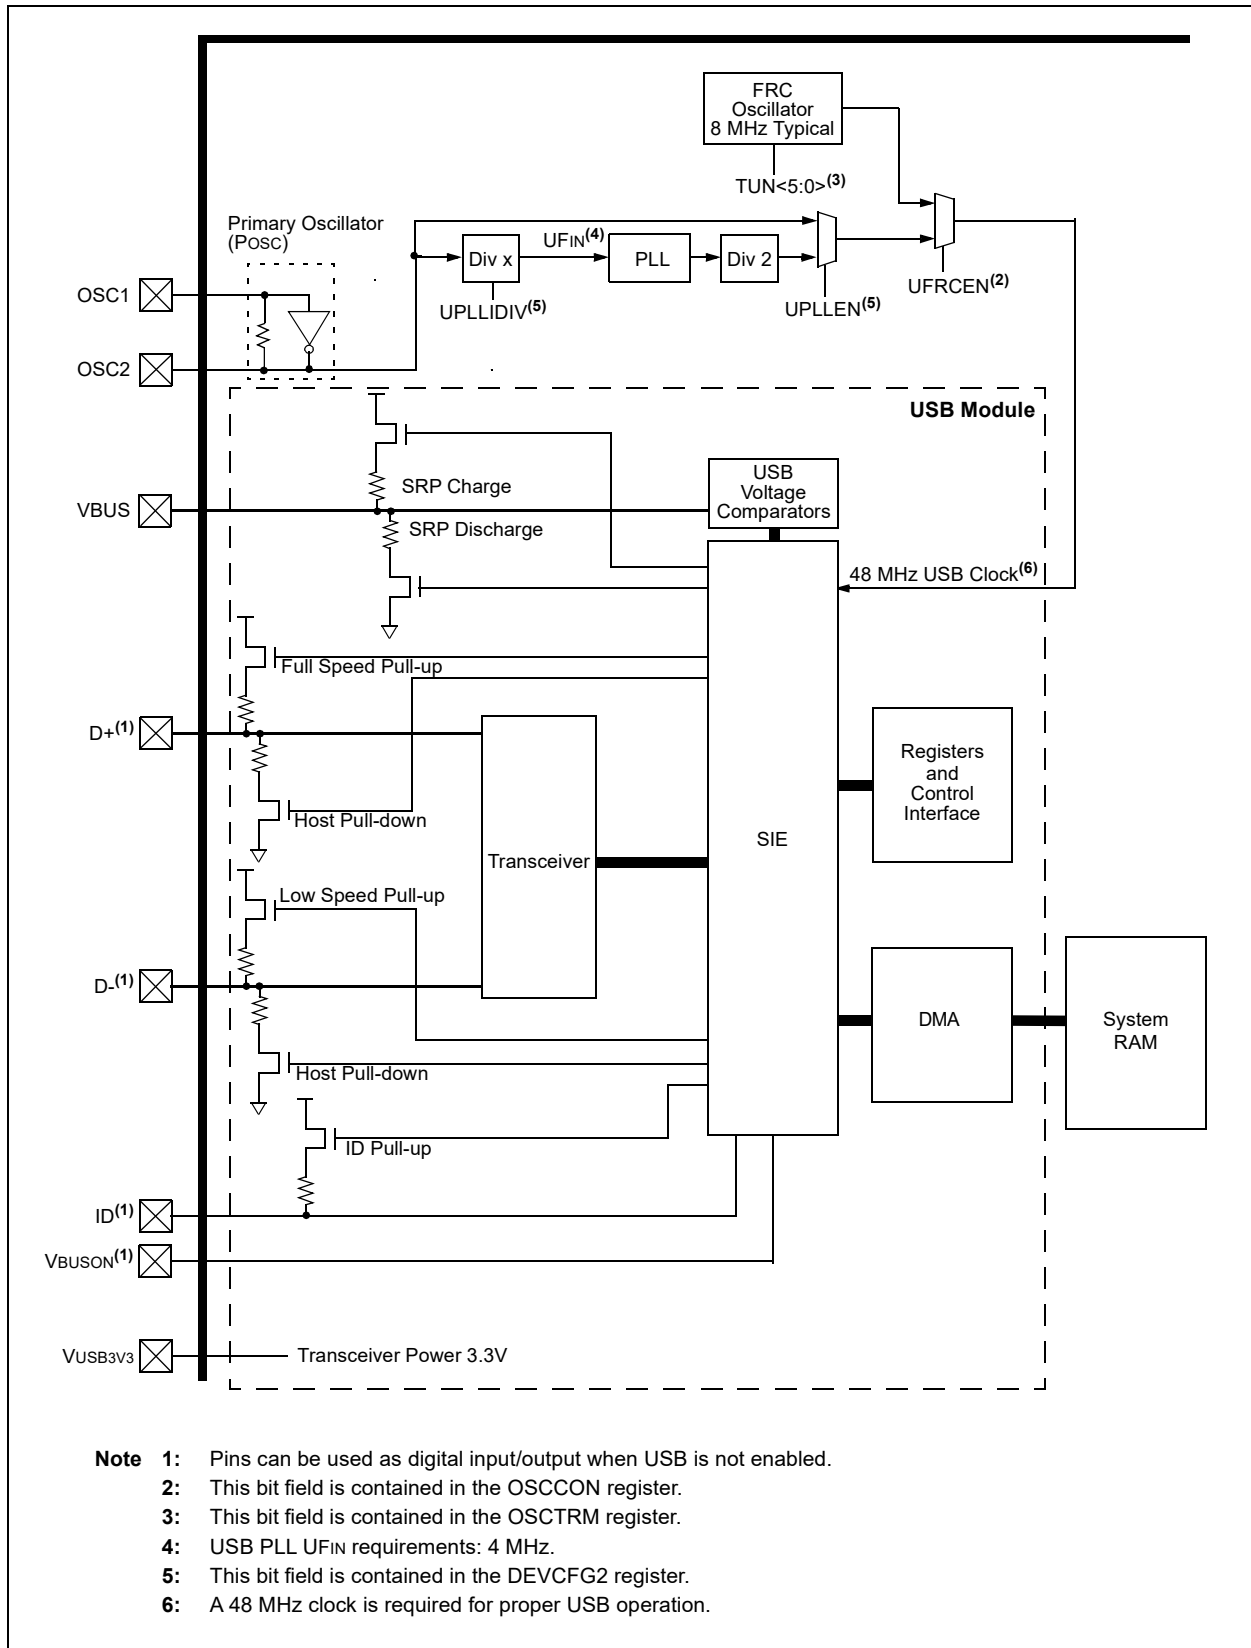 FRC
Oscillator
8 MHz Typical
TUN<5:0>(3)
Primary Oscillator
(POSC)
UFIN(4)
Div x
PLL
Div 2
UPLLIDIV(5)
UPLLEN(5)
UFRCEN(2)
OSC1
OSC2
USB Module
USB
Voltage
Comparators
SRP Charge
VBUS
SRP Discharge
48 MHz USB Clock(6)
Full Speed Pull-up
D+(1)
Registers
and
Control
Interface
Host Pull-down
SIE
Transceiver
Low Speed Pull-up
D-(1)
DMA
System
RAM
Host Pull-down
ID Pull-up
ID(1)
VBUSON(1)
VUSB3V3
Transceiver Power 3.3V
Note 1: Pins can be used as digital input/output when USB is not enabled.
2: This bit field is contained in the OSCCON register.
3: This bit field is contained in the OSCTRM register.
4: USB PLL UFIN requirements: 4 MHz.
5: This bit field is contained in the DEVCFG2 register.
6: A 48 MHz clock is required for proper USB operation.